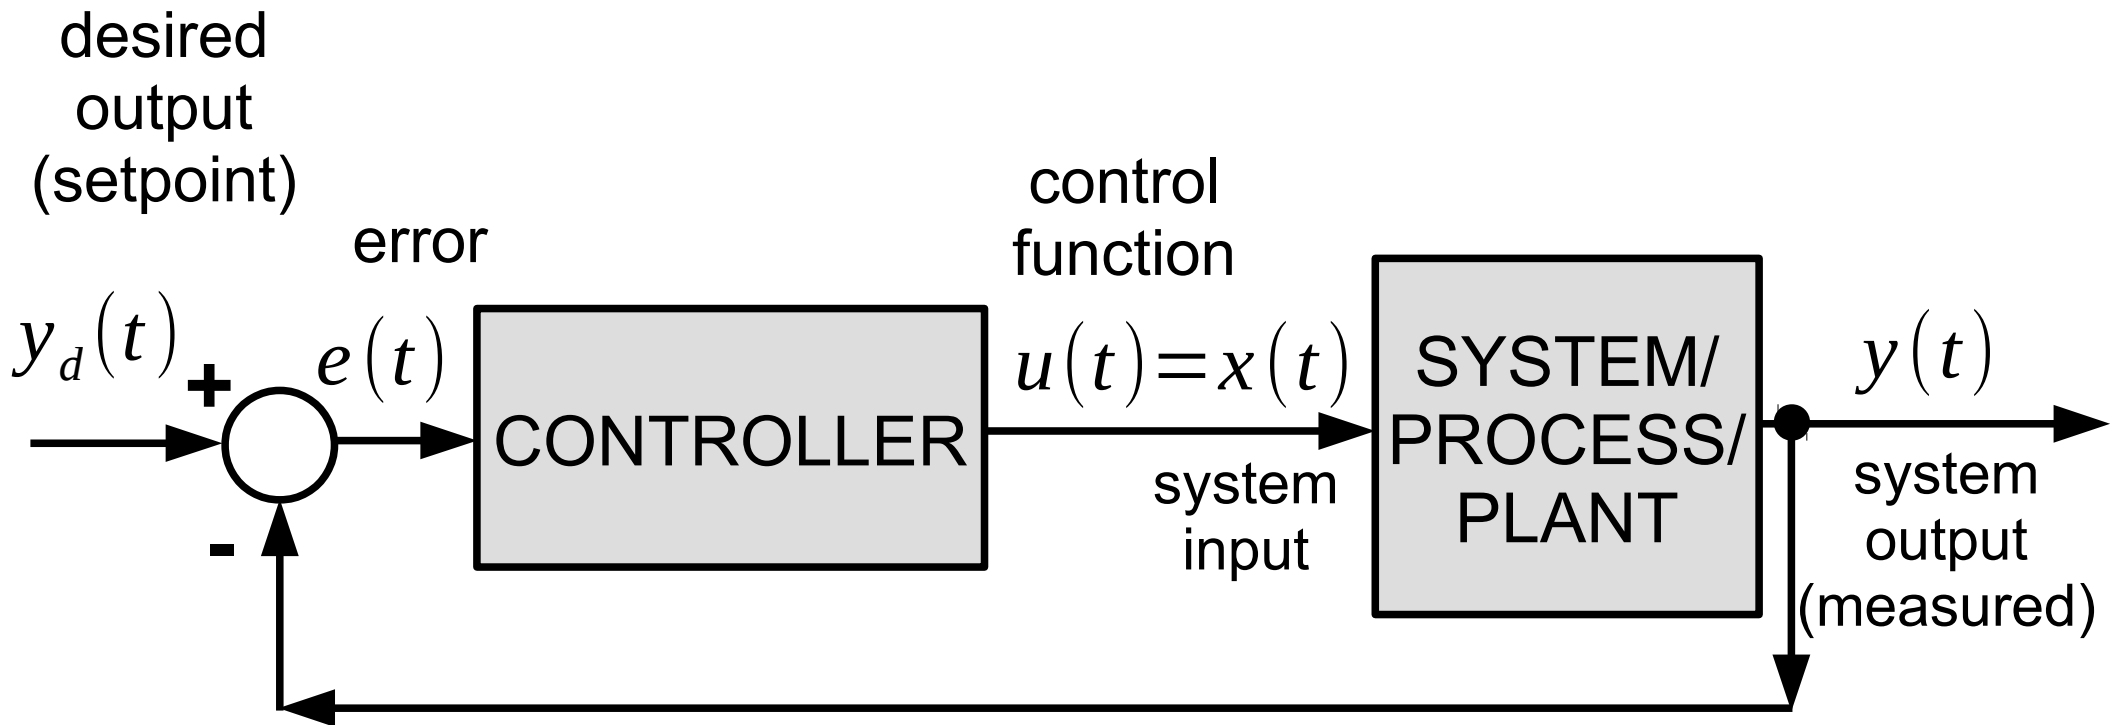 desired
output
(setpoint)
y_d(t)
+
-
error
e(t)
CONTROLLER
control
function
u(t)=x(t)
system
input
SYSTEM/
PROCESS/
PLANT
y(t)
system
output
(measured)